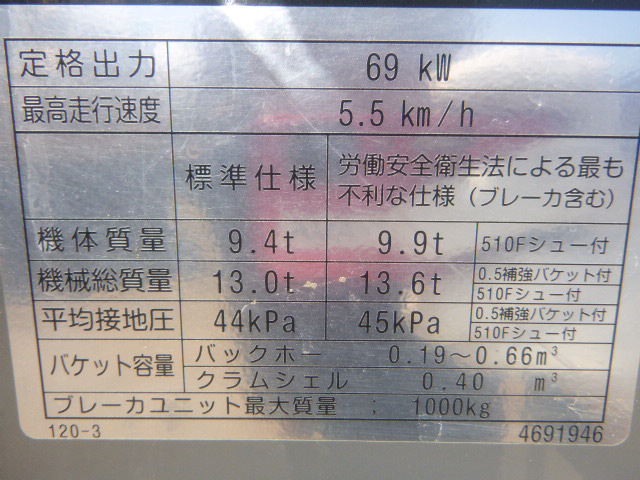 定格出力 69 kW
最高走行速度 5.5 km/h
標準仕様 労働安全衛生法による最も
不利な仕様（ブレーカ含む）
機体質量 9.4t 9.9t 510Fシュー付
機械総質量 13.0t 13.6t 0.5補強バケット付
510Fシュー付
平均接地圧 44kPa 45kPa 0.5補強バケット付
510Fシュー付
バケット容量 バックホー 0.19～0.66m³
クラムシェル 0.40 m³
ブレーカユニット最大質量 : 1000kg
120-3 4691946